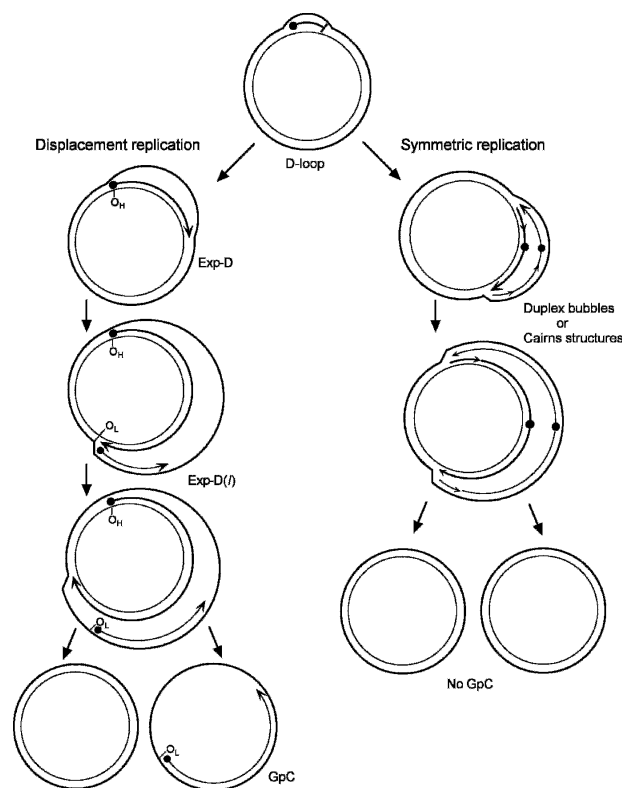 D-loop
Displacement replication
Symmetric replication
OH
Exp-D
Duplex bubbles
or
Cairns structures
OH
OL
Exp-D(l)
OH
OL
No GpC
OL
GpC